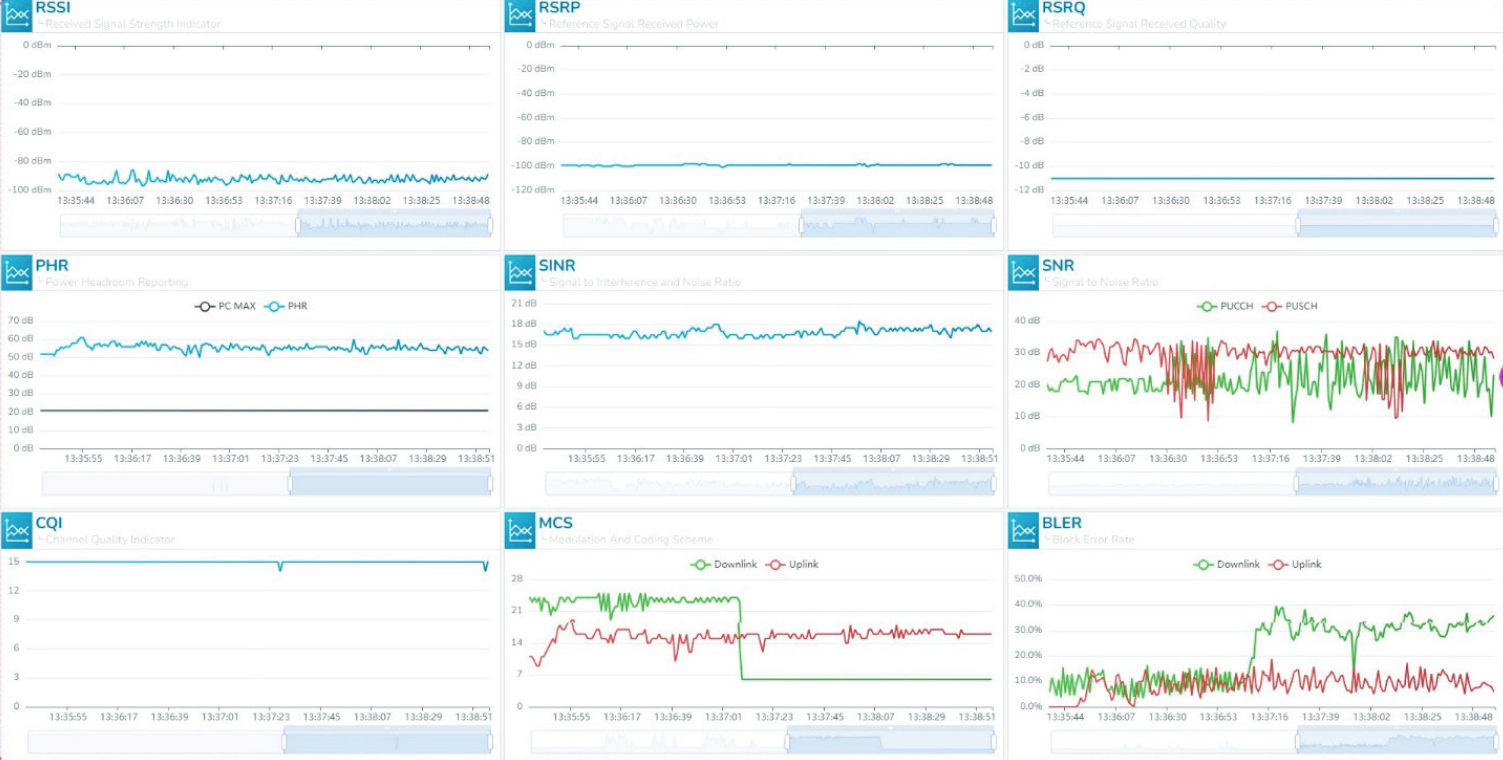 RSSI
Received Signal Strength Indicator
0 dBm
-20 dBm
-40 dBm
-60 dBm
-80 dBm
-100 dBm
13:35:44 13:36:07 13:36:30 13:36:53 13:37:16 13:37:39 13:38:02 13:38:25 13:38:48
RSRP
Reference Signal Received Power
0 dBm
-20 dBm
-40 dBm
-60 dBm
-80 dBm
-100 dBm
-120 dBm
13:35:44 13:36:07 13:36:30 13:36:53 13:37:16 13:37:39 13:38:02 13:38:25 13:38:48
RSRQ
Reference Signal Received Quality
0 dB
-2 dB
-4 dB
-6 dB
-8 dB
-10 dB
-12 dB
13:35:44 13:36:07 13:36:30 13:36:53 13:37:16 13:37:39 13:38:02 13:38:25 13:38:48
PHR
Power Headroom Reporting
PC MAX PHR
70 dB
60 dB
50 dB
40 dB
30 dB
20 dB
10 dB
0 dB
13:35:55 13:36:17 13:36:39 13:37:01 13:37:23 13:37:45 13:38:07 13:38:29 13:38:51
SINR
Signal to Interference and Noise Ratio
21 dB
18 dB
15 dB
12 dB
9 dB
6 dB
3 dB
0 dB
13:35:55 13:36:17 13:36:39 13:37:01 13:37:23 13:37:45 13:38:07 13:38:29 13:38:51
SNR
Signal to Noise Ratio
PUCCH PUSCH
40 dB
30 dB
20 dB
10 dB
0 dB
13:35:44 13:36:07 13:36:30 13:36:53 13:37:16 13:37:39 13:38:02 13:38:25 13:38:48
CQI
Channel Quality Indicator
15
12
9
6
3
0
13:35:55 13:36:17 13:36:39 13:37:01 13:37:23 13:37:45 13:38:07 13:38:29 13:38:51
MCS
Modulation And Coding Scheme
Downlink Uplink
28
21
14
7
0
13:35:55 13:36:17 13:36:39 13:37:01 13:37:23 13:37:45 13:38:07 13:38:29 13:38:51
BLER
Block Error Rate
Downlink Uplink
50.0%
40.0%
30.0%
20.0%
10.0%
0.0%
13:35:44 13:36:07 13:36:30 13:36:53 13:37:16 13:37:39 13:38:02 13:38:25 13:38:48